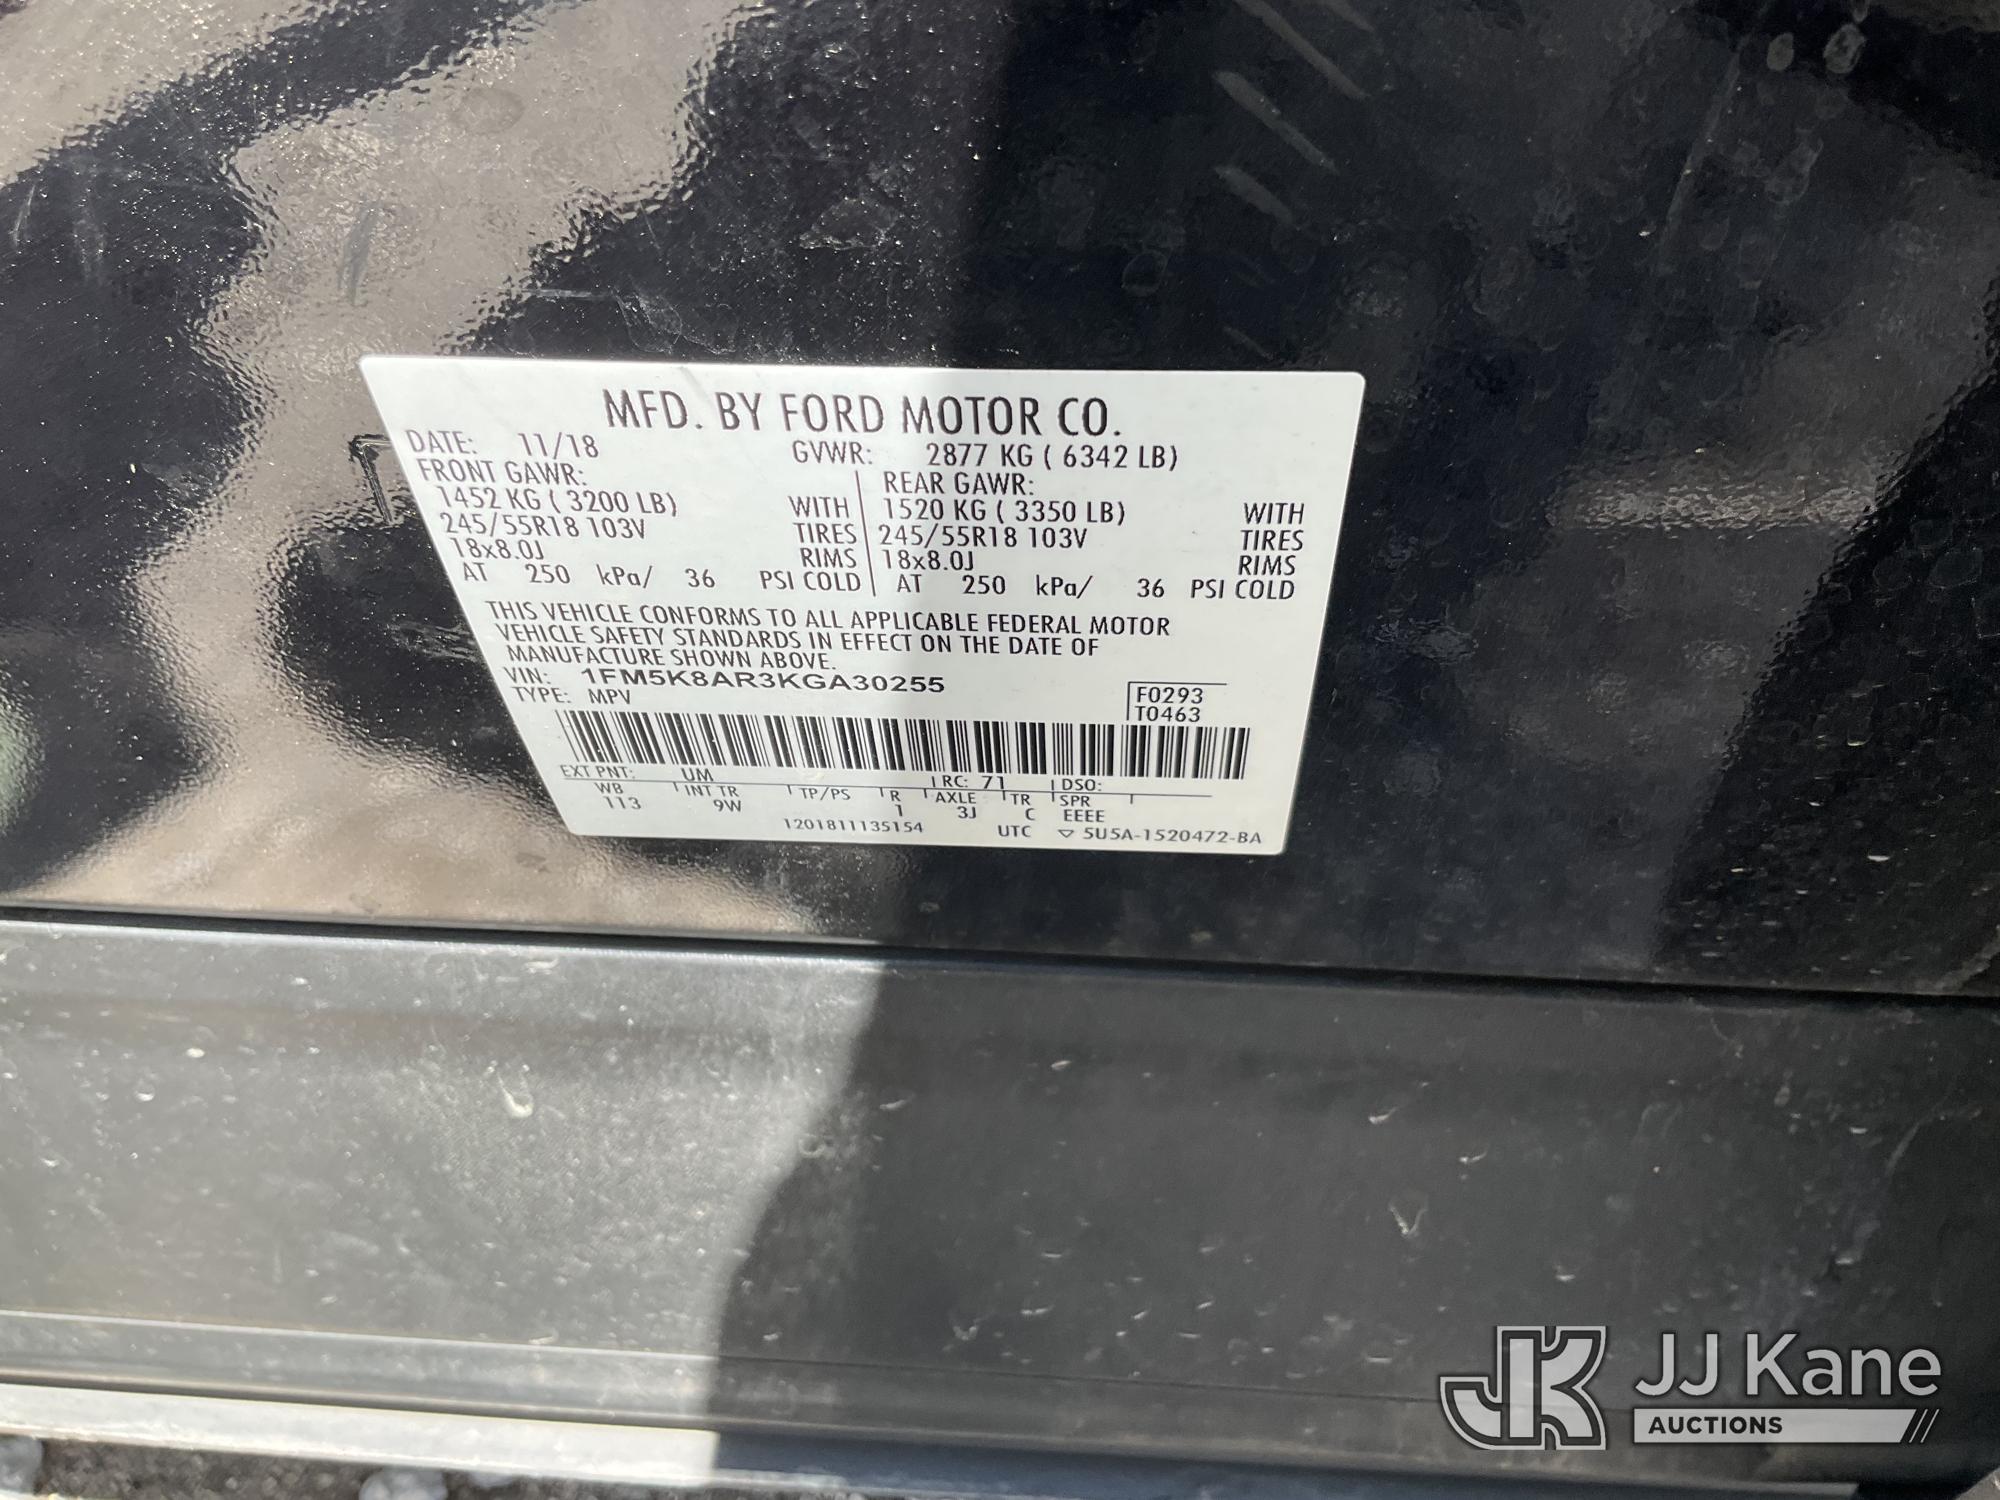 MFD. BY FORD MOTOR CO.
DATE: 11/18 GVWR: 2877 KG ( 6342 LB)
FRONT GAWR: REAR GAWR:
1452 KG ( 3200 LB) WITH 1520 KG ( 3350 LB) WITH
245/55R18 103V TIRES 245/55R18 103V TIRES
18x8.0J RIMS 18x8.0J RIMS
AT 250 kPa/ 36 PSI COLD AT 250 kPa/ 36 PSI COLD
THIS VEHICLE CONFORMS TO ALL APPLICABLE FEDERAL MOTOR
VEHICLE SAFETY STANDARDS IN EFFECT ON THE DATE OF
MANUFACTURE SHOWN ABOVE.
VIN: 1FM5K8AR3KGA30255
TYPE: MPV
F0293
T0463
EXT PNT: UM RC: 71 DSO:
WB INT TR TP/PS R AXLE TR SPR
113 9W 1 3J C EEEE
1201811135154 UTC ▽ 5U5A-1520472-BA
JK JJ Kane
AUCTIONS